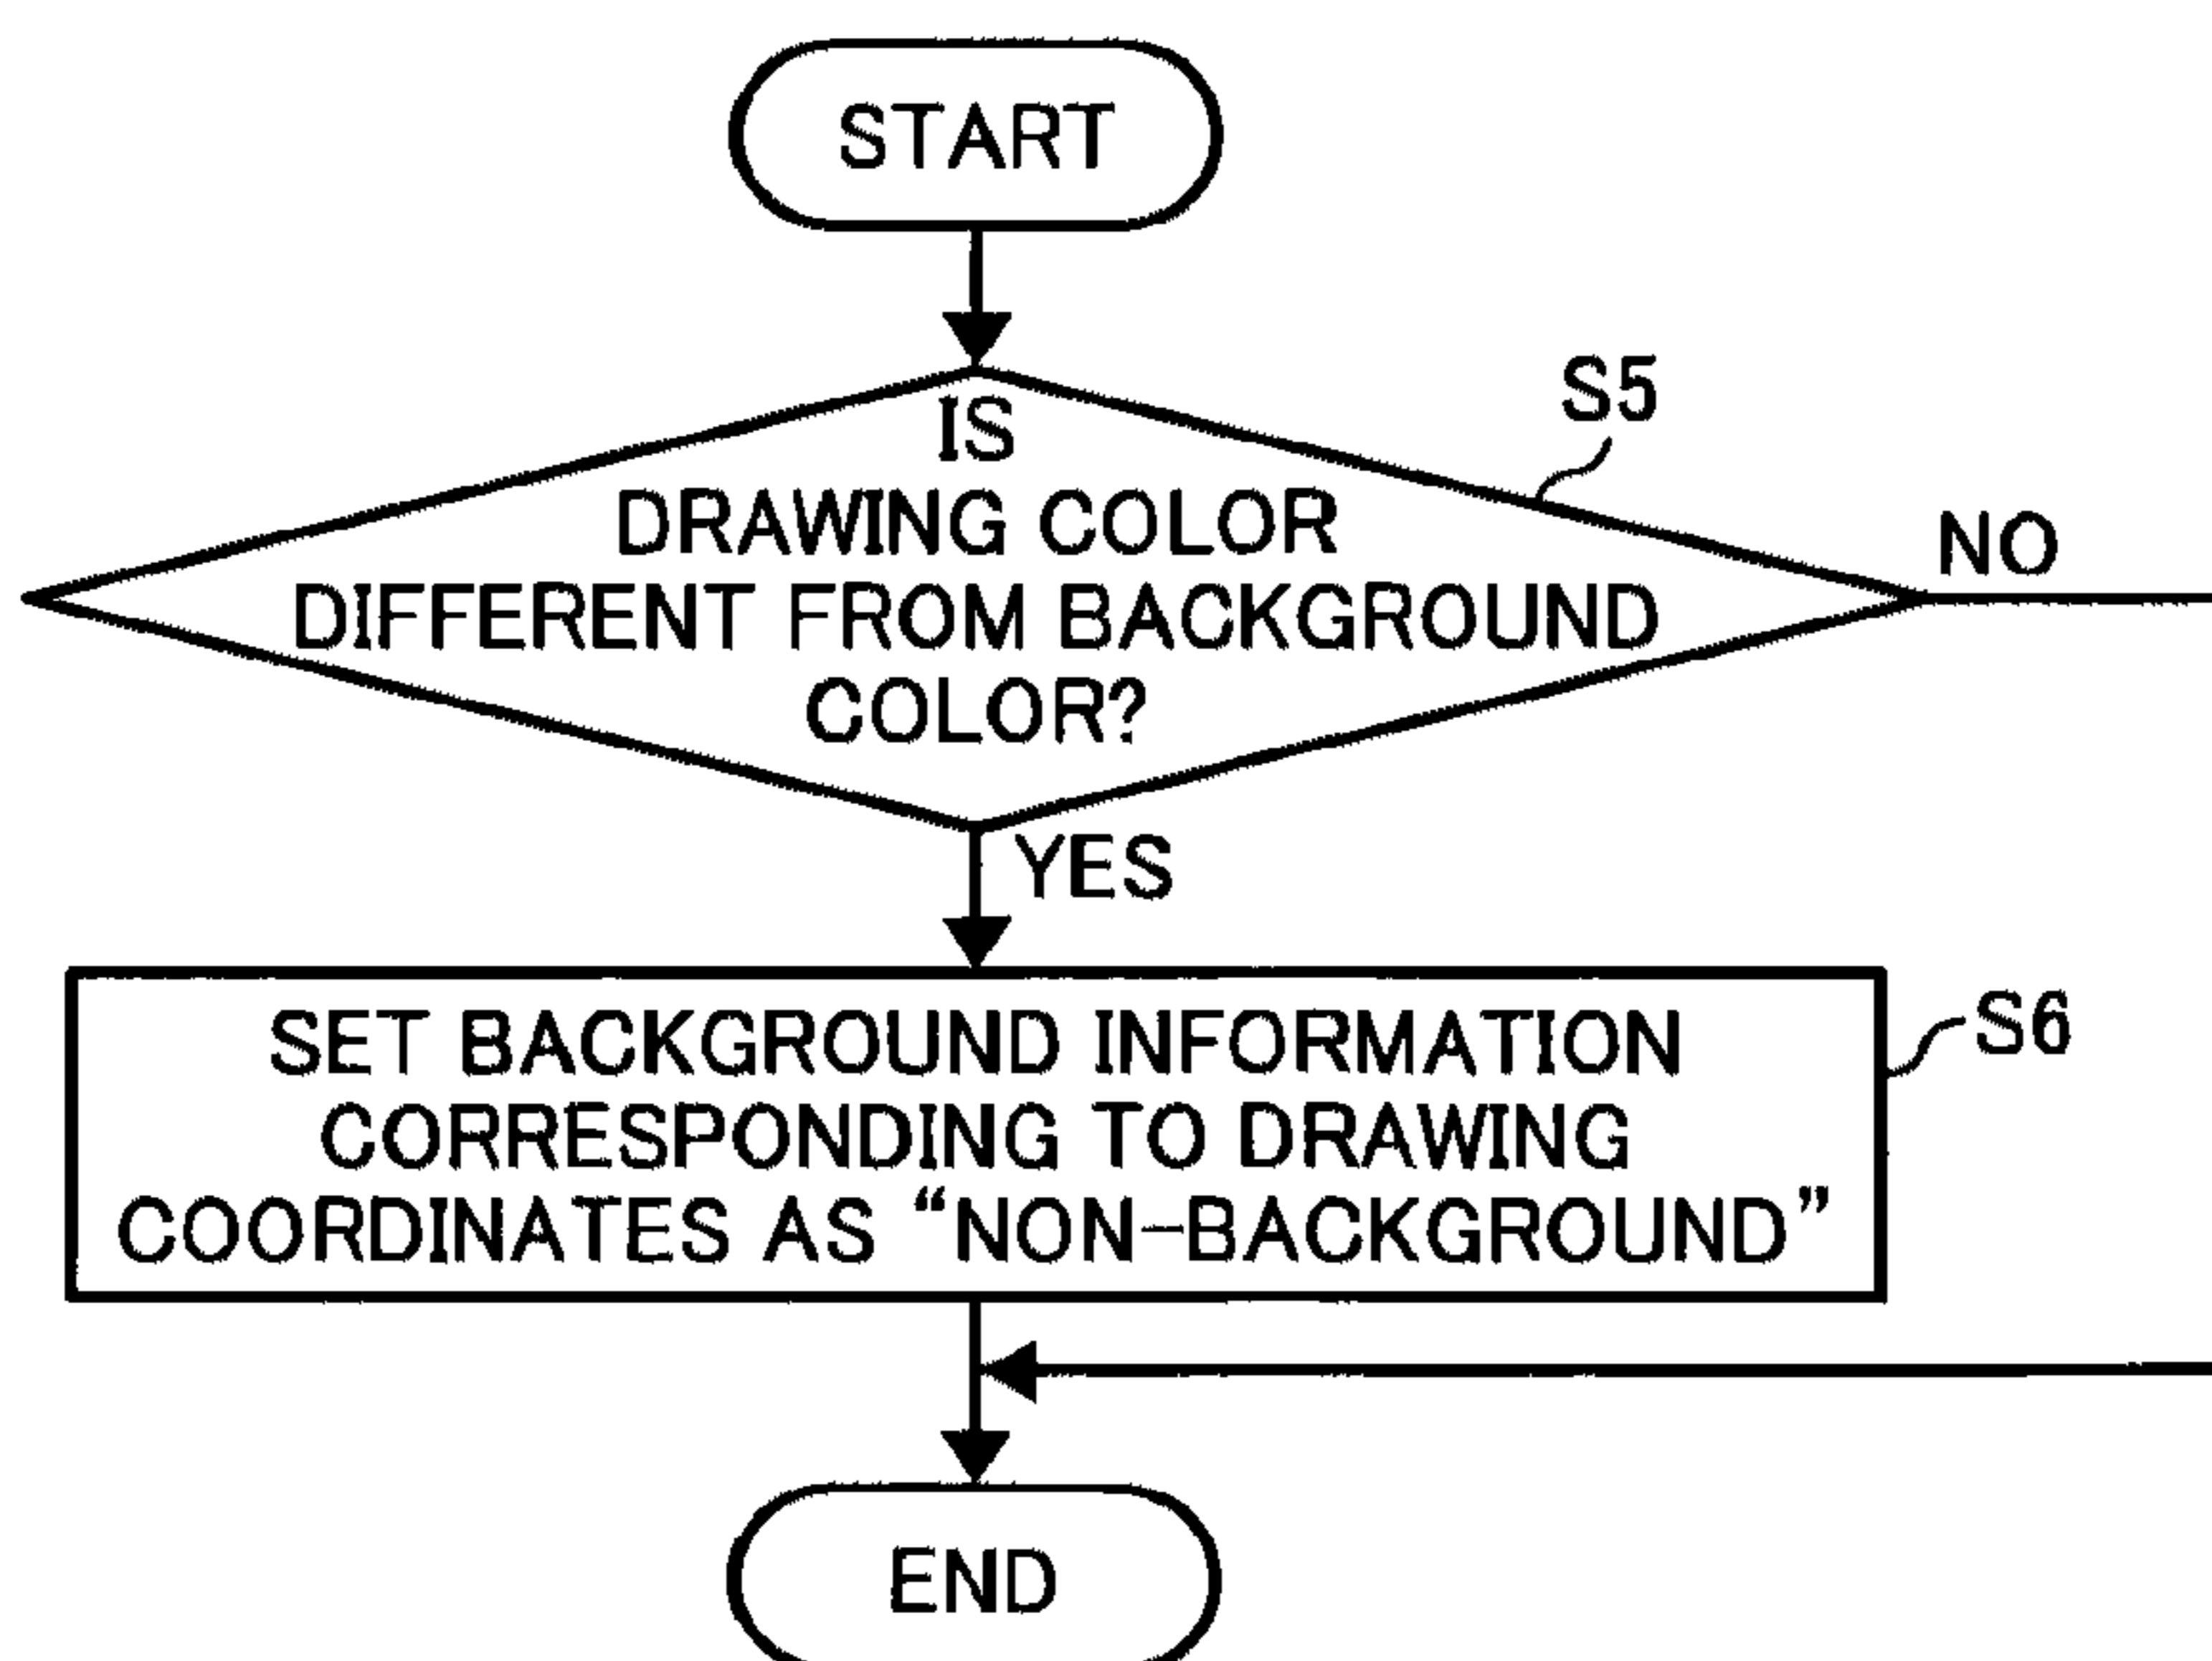 START
S5
IS
DRAWING COLOR
DIFFERENT FROM BACKGROUND
COLOR?
NO
YES
SET BACKGROUND INFORMATION
CORRESPONDING TO DRAWING
COORDINATES AS “NON-BACKGROUND”
S6
END